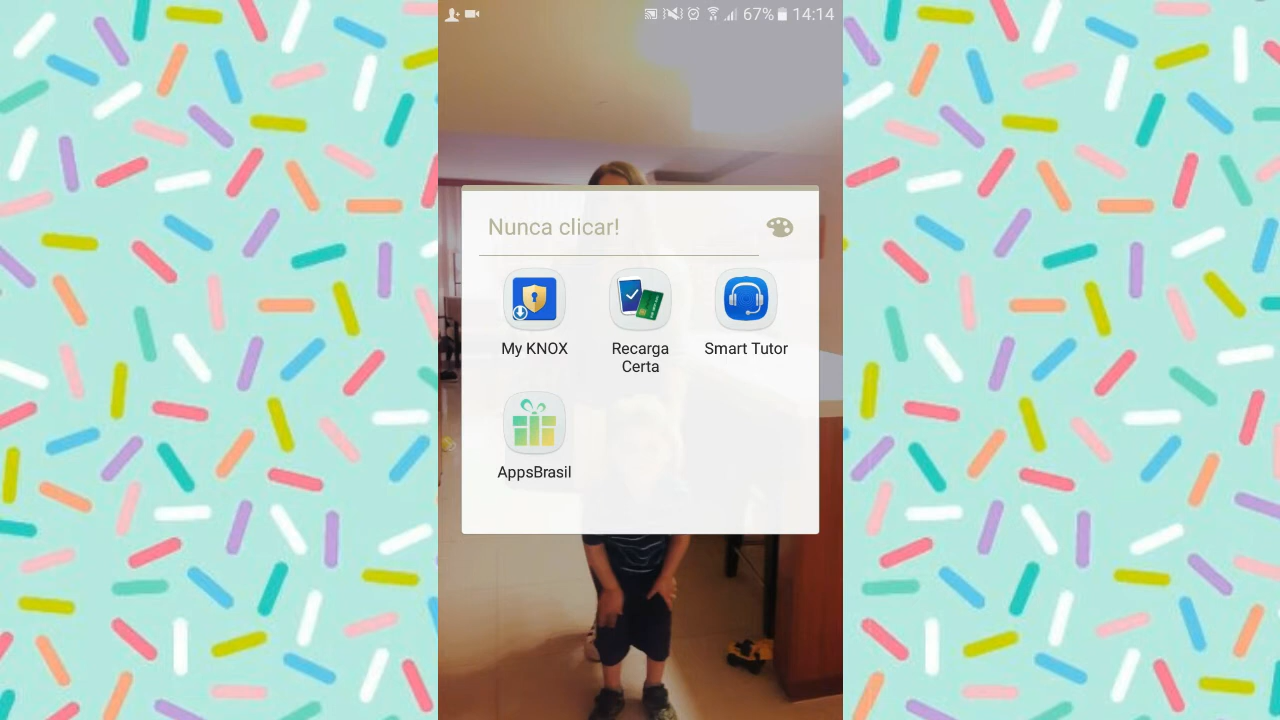 67% 14:14
Nunca clicar!
My KNOX
Recarga
Certa
Smart Tutor
AppsBrasil